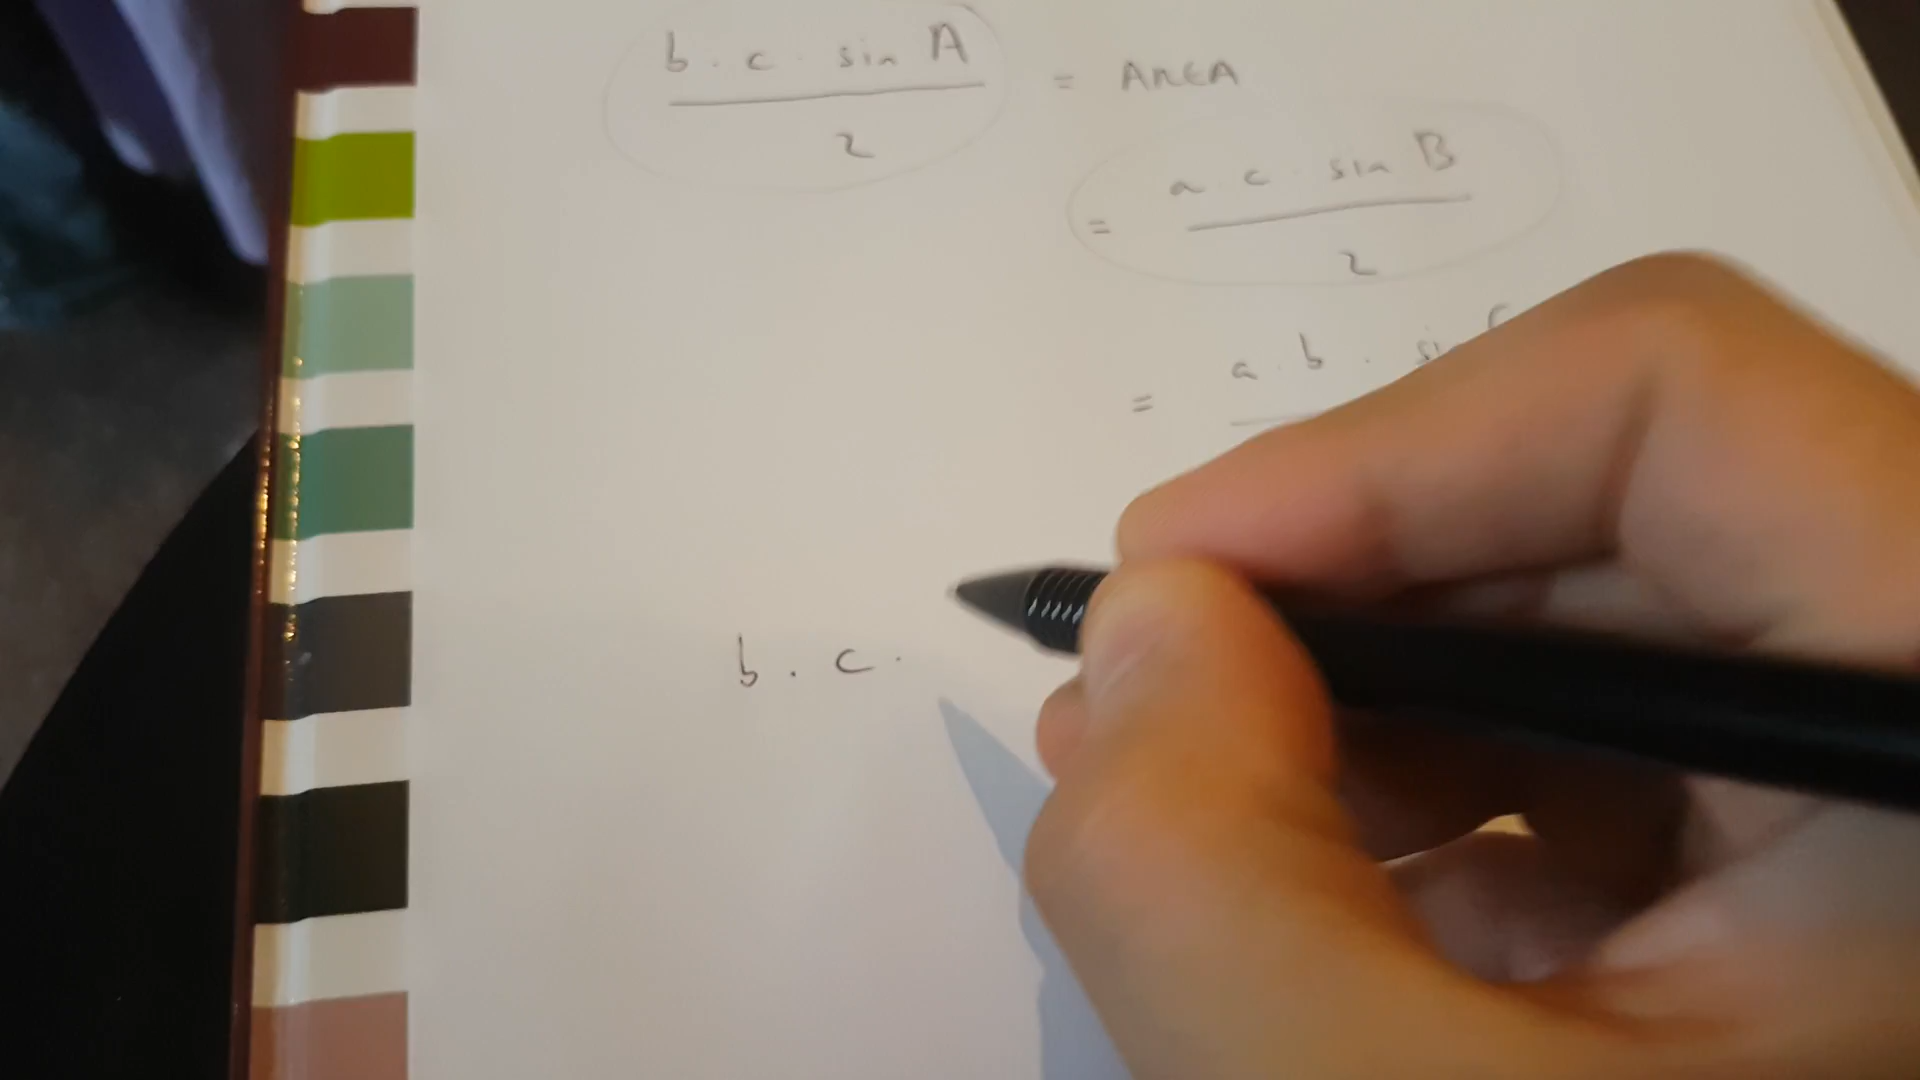 b . c . sin A
2
= AREA
= a . c . sin B
2
= a . b .
b . c .